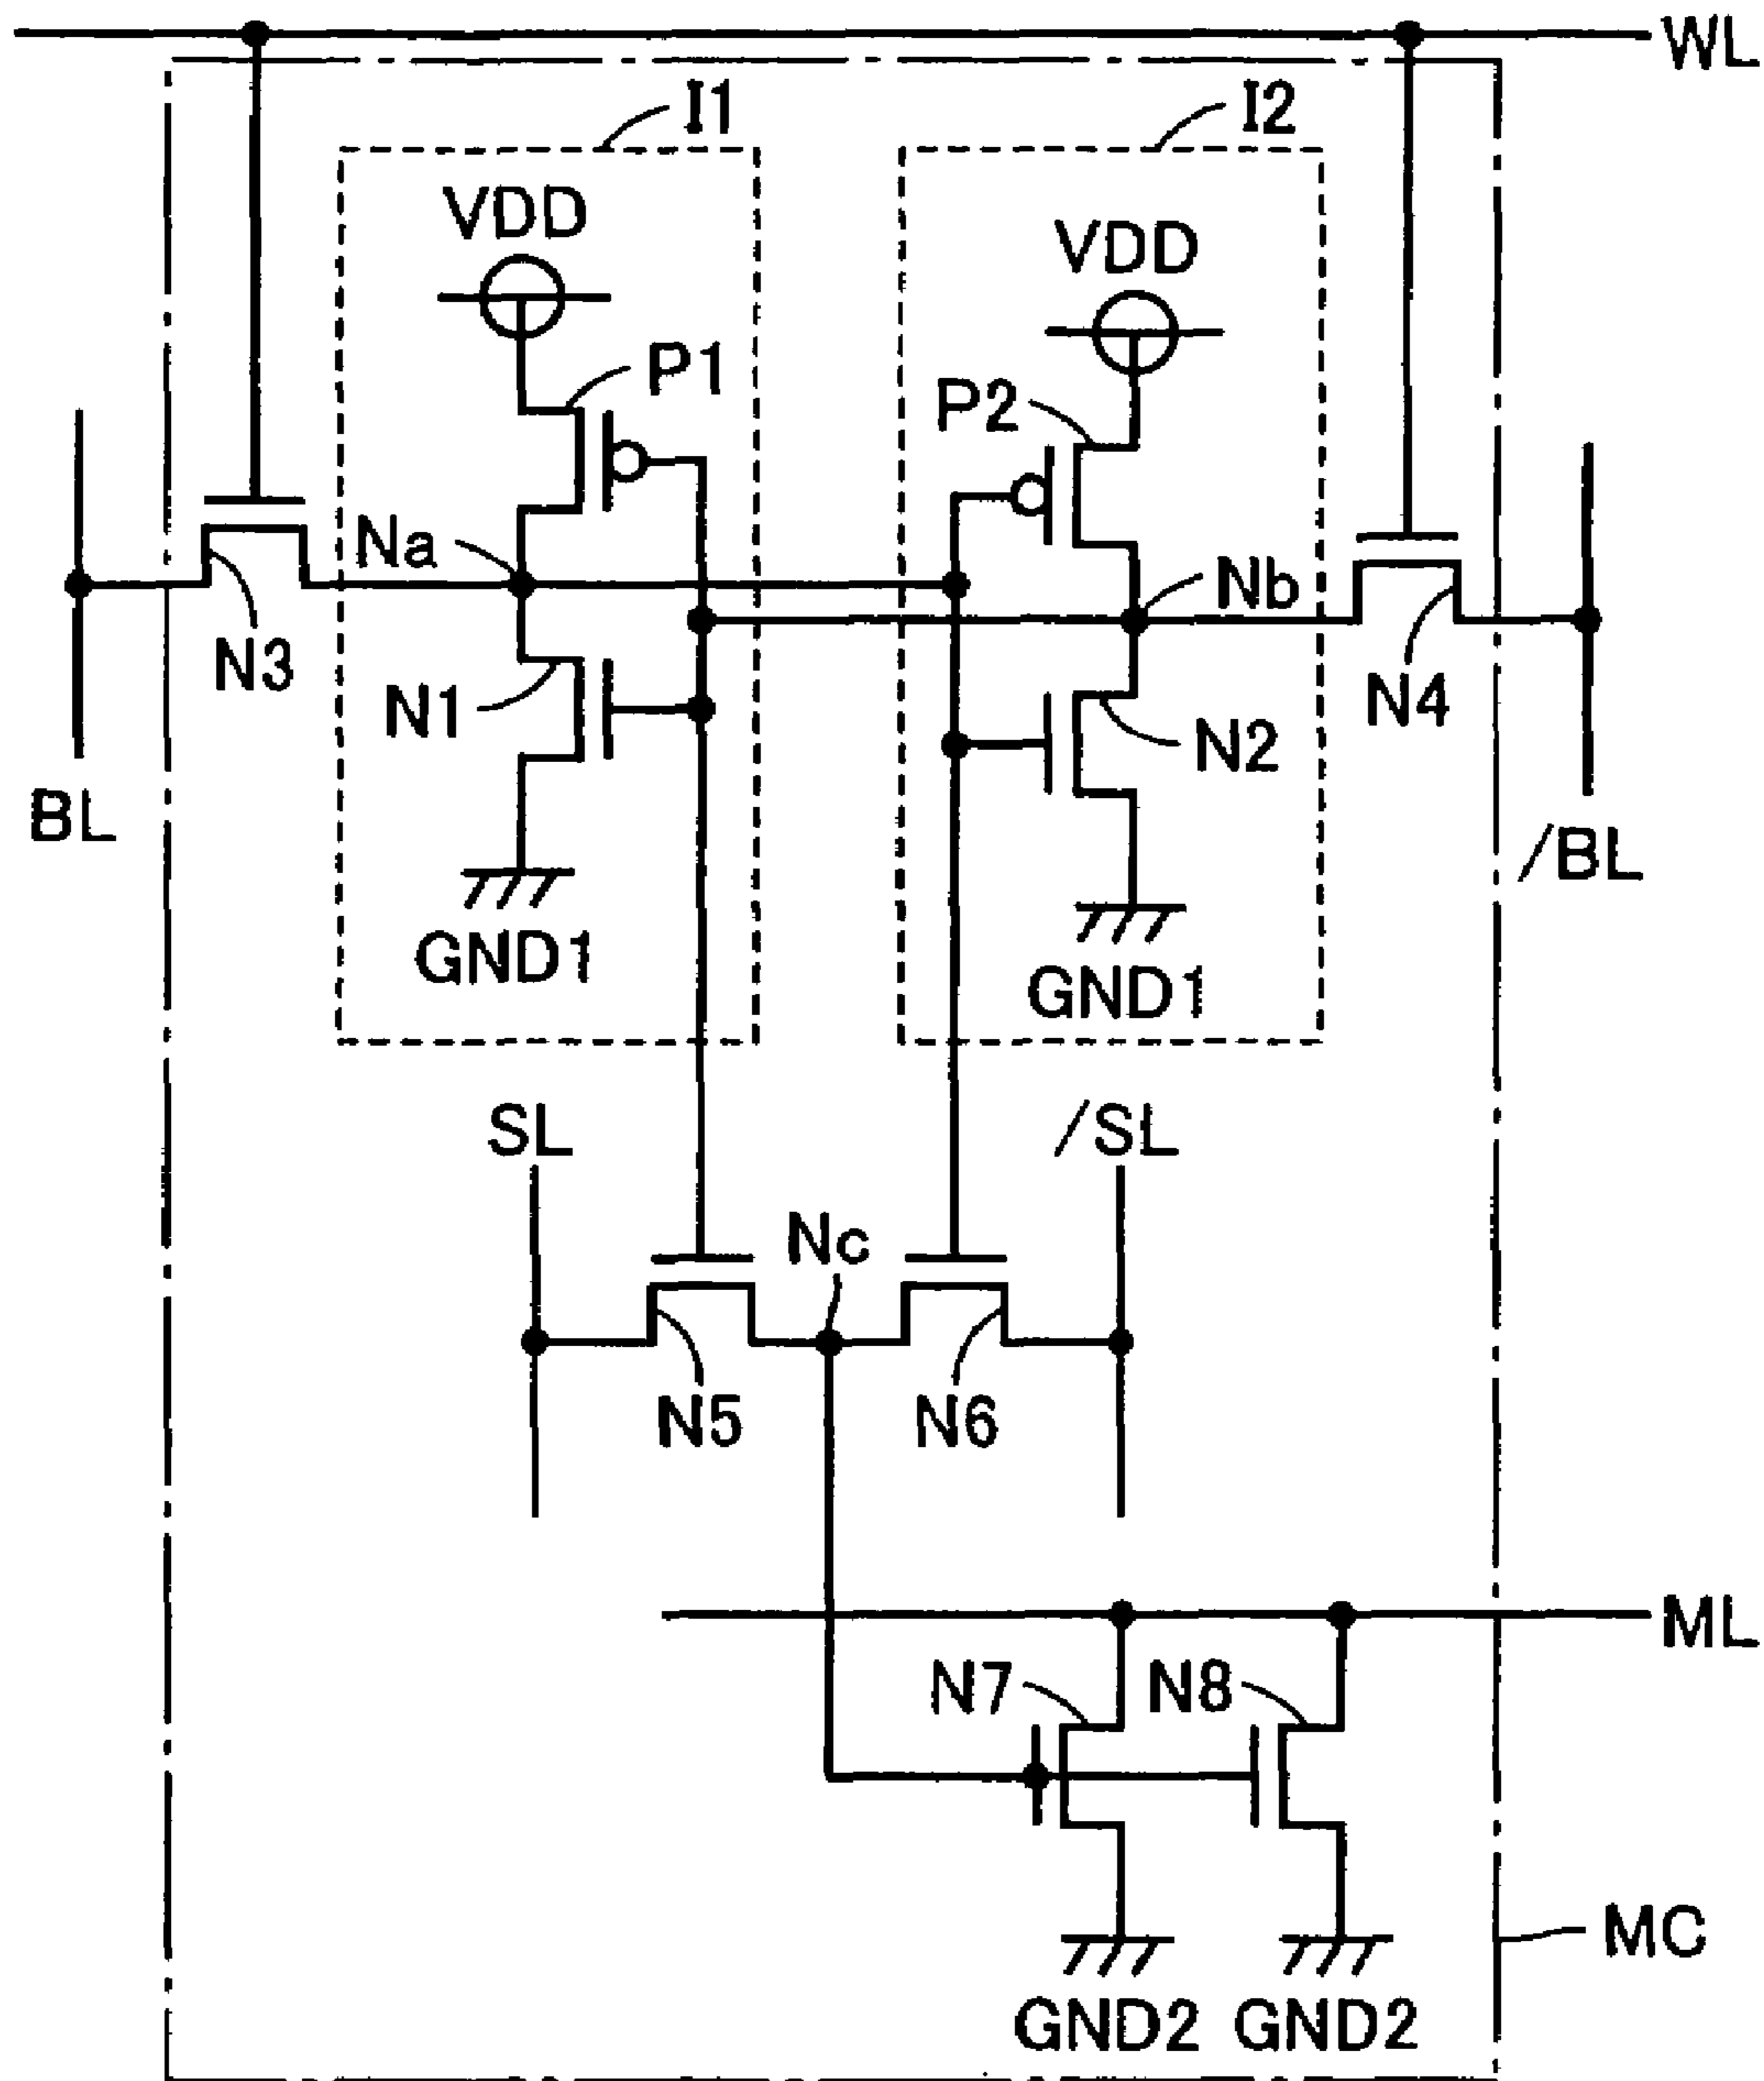 WL
I1
I2
VDD
VDD
P1
P2
Na
Nb
N3
N1
N2
N4
BL
/BL
GND1
GND1
SL
/SL
Nc
N5
N6
ML
N7
N8
MC
GND2
GND2